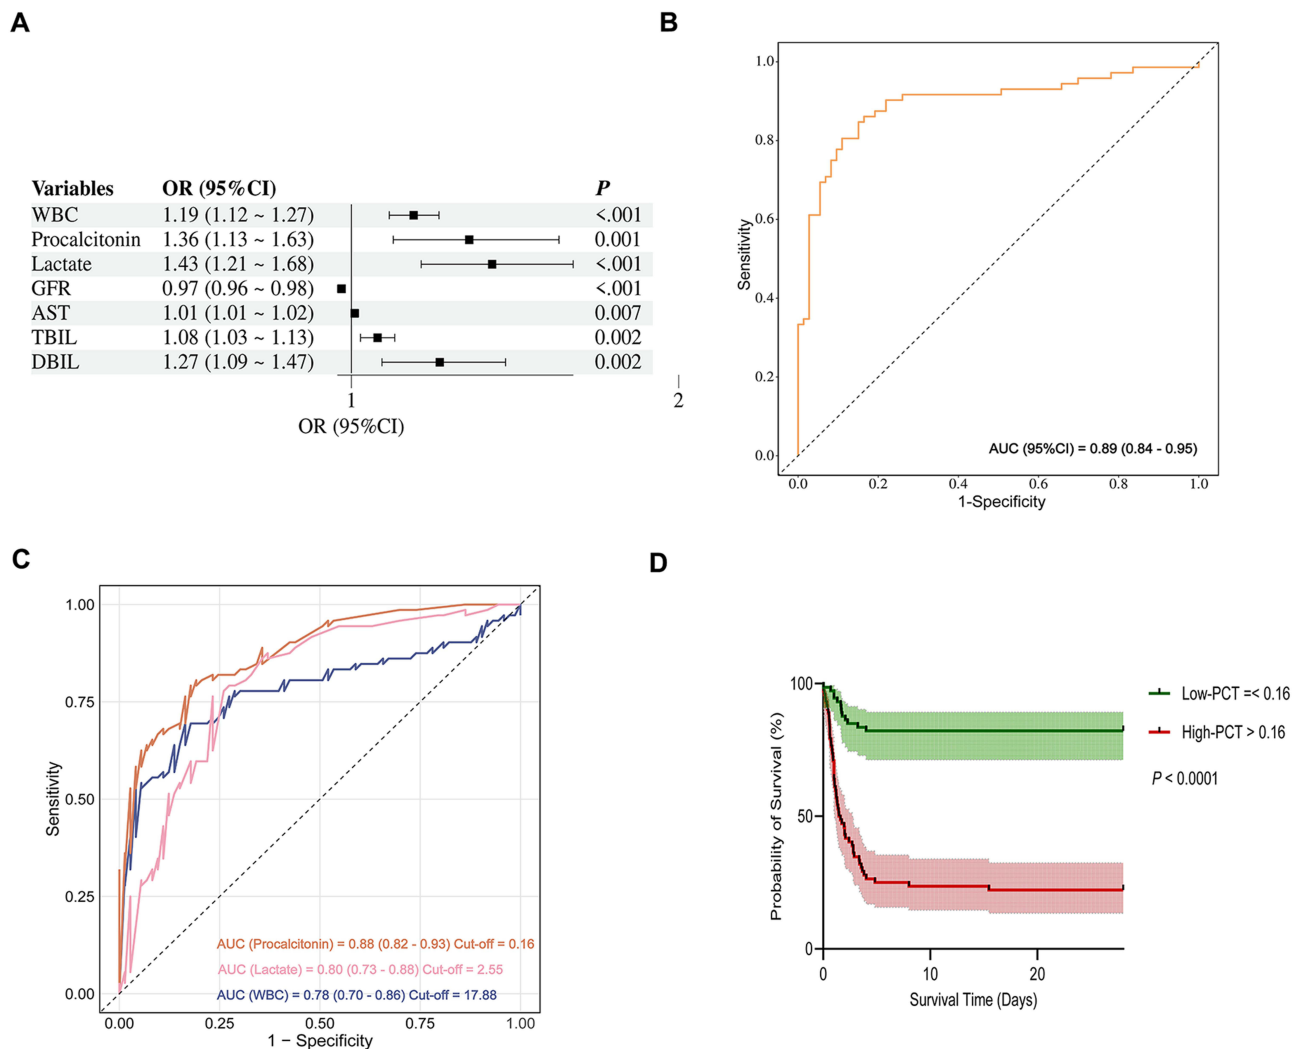 A
Variables OR (95%CI) P
WBC 1.19 (1.12 ~ 1.27) <.001
Procalcitonin 1.36 (1.13 ~ 1.63) 0.001
Lactate 1.43 (1.21 ~ 1.68) <.001
GFR 0.97 (0.96 ~ 0.98) <.001
AST 1.01 (1.01 ~ 1.02) 0.007
TBIL 1.08 (1.03 ~ 1.13) 0.002
DBIL 1.27 (1.09 ~ 1.47) 0.002
1 2
OR (95%CI)
B
Sensitivity
1.0
0.8
0.6
0.4
0.2
0.0
AUC (95%CI) = 0.89 (0.84 - 0.95)
0.0 0.2 0.4 0.6 0.8 1.0
1-Specificity
C
Sensitivity
1.00
0.75
0.50
0.25
0.00
AUC (Procalcitonin) = 0.88 (0.82 - 0.93) Cut-off = 0.16
AUC (Lactate) = 0.80 (0.73 - 0.88) Cut-off = 2.55
AUC (WBC) = 0.78 (0.70 - 0.86) Cut-off = 17.88
0.00 0.25 0.50 0.75 1.00
1 − Specificity
D
Probability of Survival (%)
100
50
0
0 10 20
Survival Time (Days)
Low-PCT =< 0.16
High-PCT > 0.16
P < 0.0001